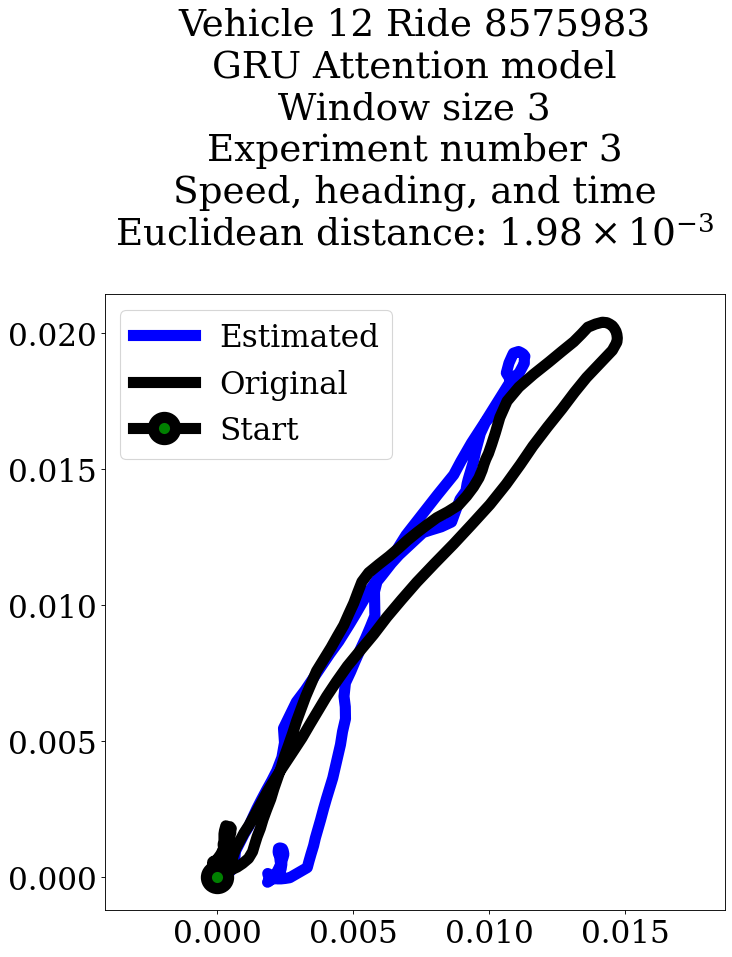 Vehicle 12 Ride 8575983
GRU Attention model
Window size 3
Experiment number 3
Speed, heading, and time
Euclidean distance: 1.98 × 10⁻³
Estimated
Original
Start
0.020
0.015
0.010
0.005
0.000
0.000 0.005 0.010 0.015